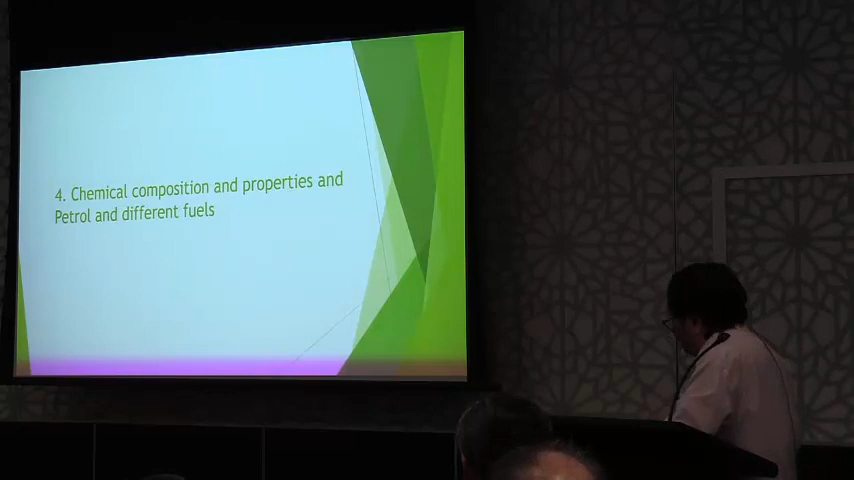 4. Chemical composition and properties and
Petrol and different fuels